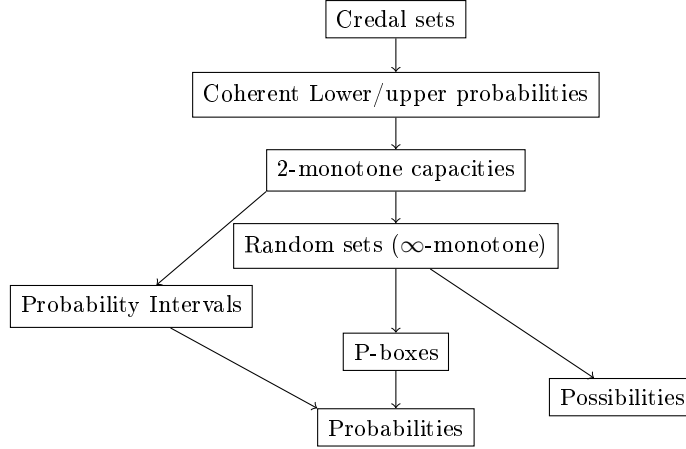 Credal sets
Coherent Lower/upper probabilities
2-monotone capacities
Random sets (∞-monotone)
Probability Intervals
P-boxes
Possibilities
Probabilities